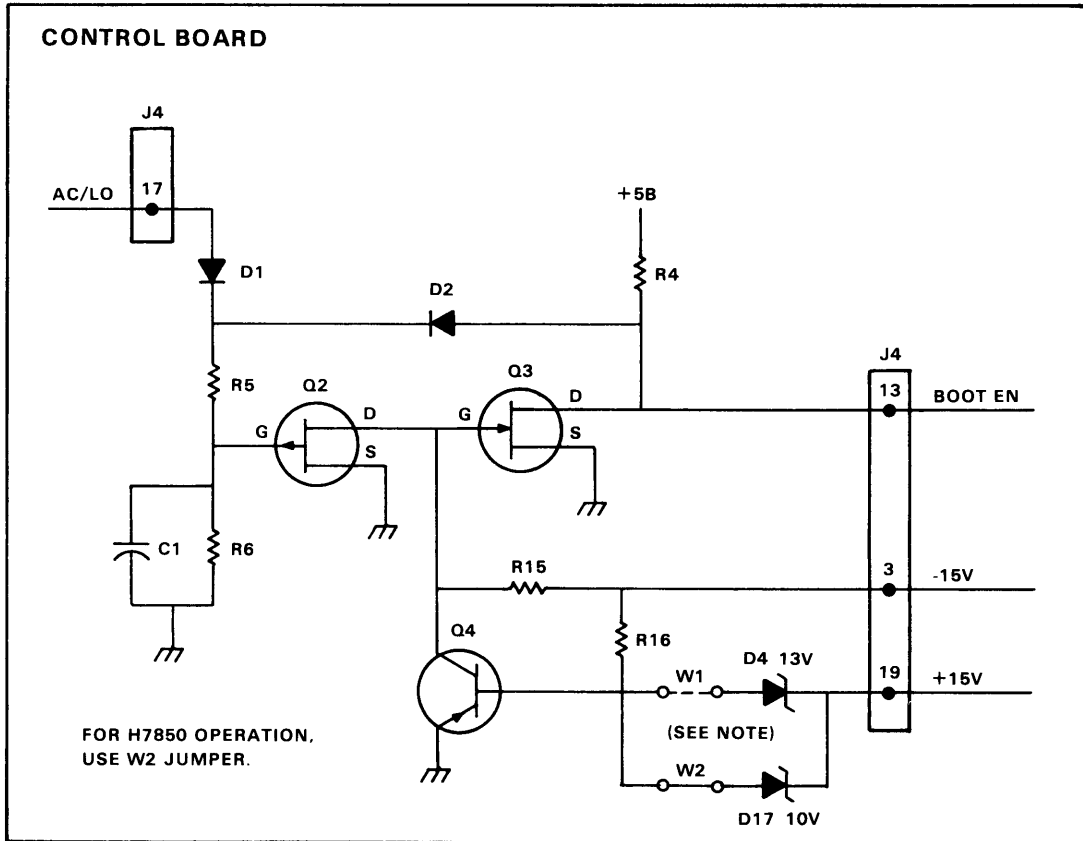 CONTROL BOARD
J4
AC/LO
17
D1
+5B
R4
D2
J4
R5
Q2
Q3
D
D
13
BOOT EN
G
G
S
S
C1
R6
R15
3
-15V
Q4
R16
W1
D4 13V
19
+15V
(SEE NOTE)
FOR H7850 OPERATION,
USE W2 JUMPER.
W2
D17 10V